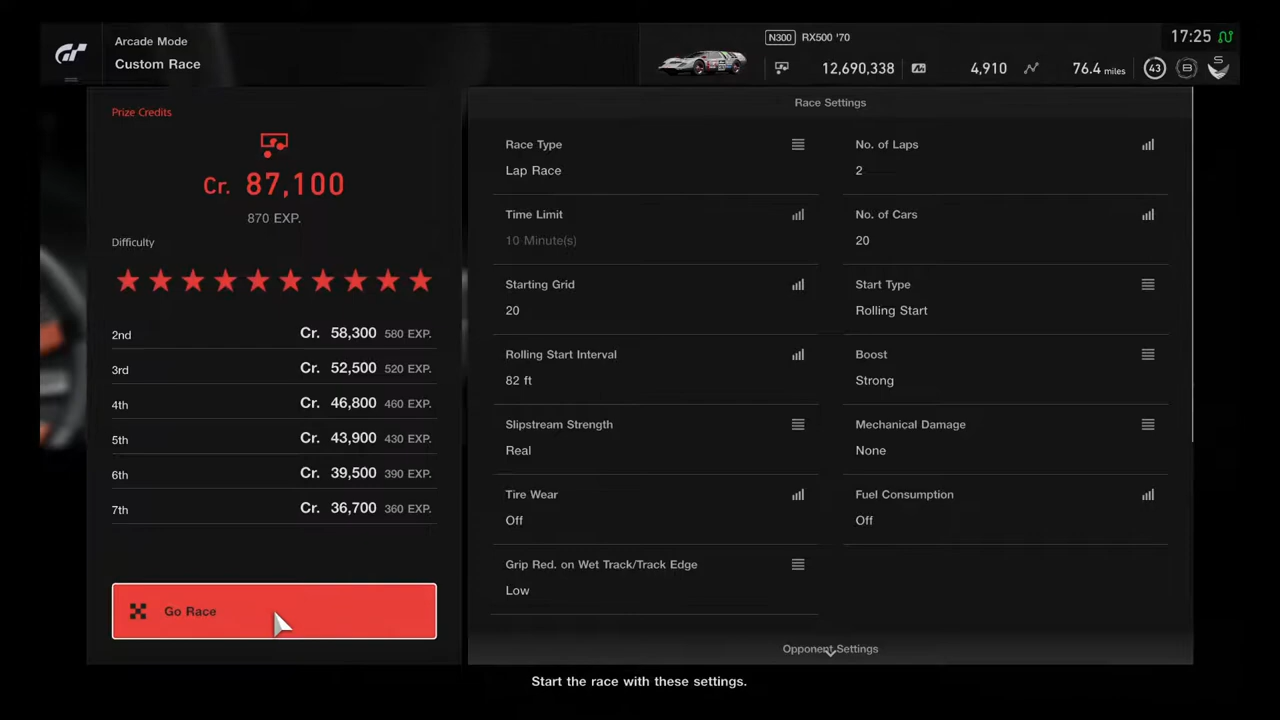 Arcade Mode
Custom Race
N300 RX500 '70
12,690,338 4,910 76.4 miles 43 B S
17:25
Prize Credits
Cr. 87,100
870 EXP.
Difficulty
2nd Cr. 58,300 580 EXP.
3rd Cr. 52,500 520 EXP.
4th Cr. 46,800 460 EXP.
5th Cr. 43,900 430 EXP.
6th Cr. 39,500 390 EXP.
7th Cr. 36,700 360 EXP.
Go Race
Race Settings
Race Type
Lap Race
No. of Laps
2
Time Limit
10 Minute(s)
No. of Cars
20
Starting Grid
20
Start Type
Rolling Start
Rolling Start Interval
82 ft
Boost
Strong
Slipstream Strength
Real
Mechanical Damage
None
Tire Wear
Off
Fuel Consumption
Off
Grip Red. on Wet Track/Track Edge
Low
Opponent Settings
Start the race with these settings.